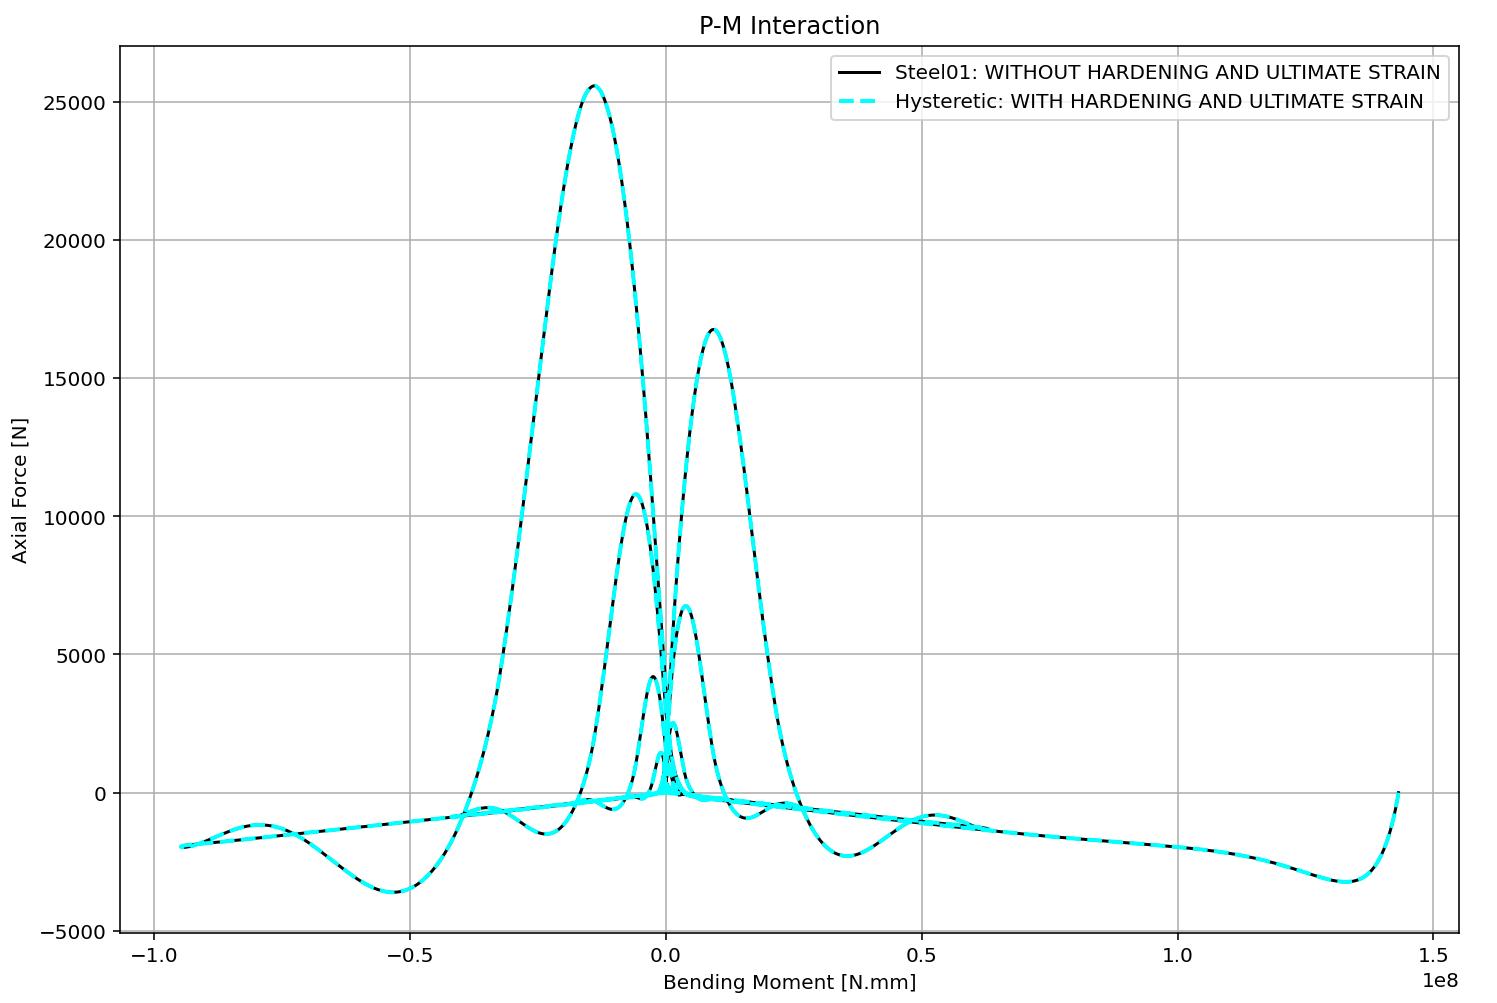 P-M Interaction
Steel01: WITHOUT HARDENING AND ULTIMATE STRAIN
Hysteretic: WITH HARDENING AND ULTIMATE STRAIN
Axial Force [N]
25000
20000
15000
10000
5000
0
−5000
−1.0
−0.5
0.0
0.5
1.0
1.5
1e8
Bending Moment [N.mm]